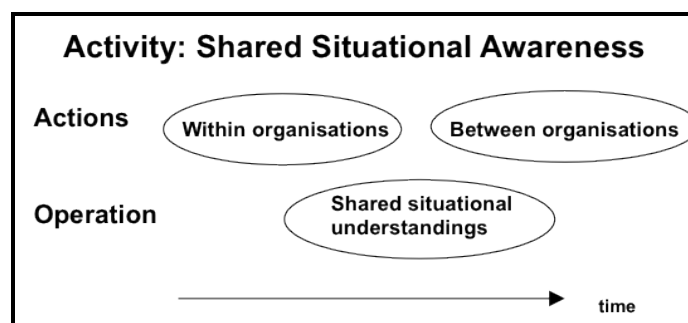 Activity: Shared Situational Awareness
Actions
Within organisations
Between organisations
Operation
Shared situational
understandings
time